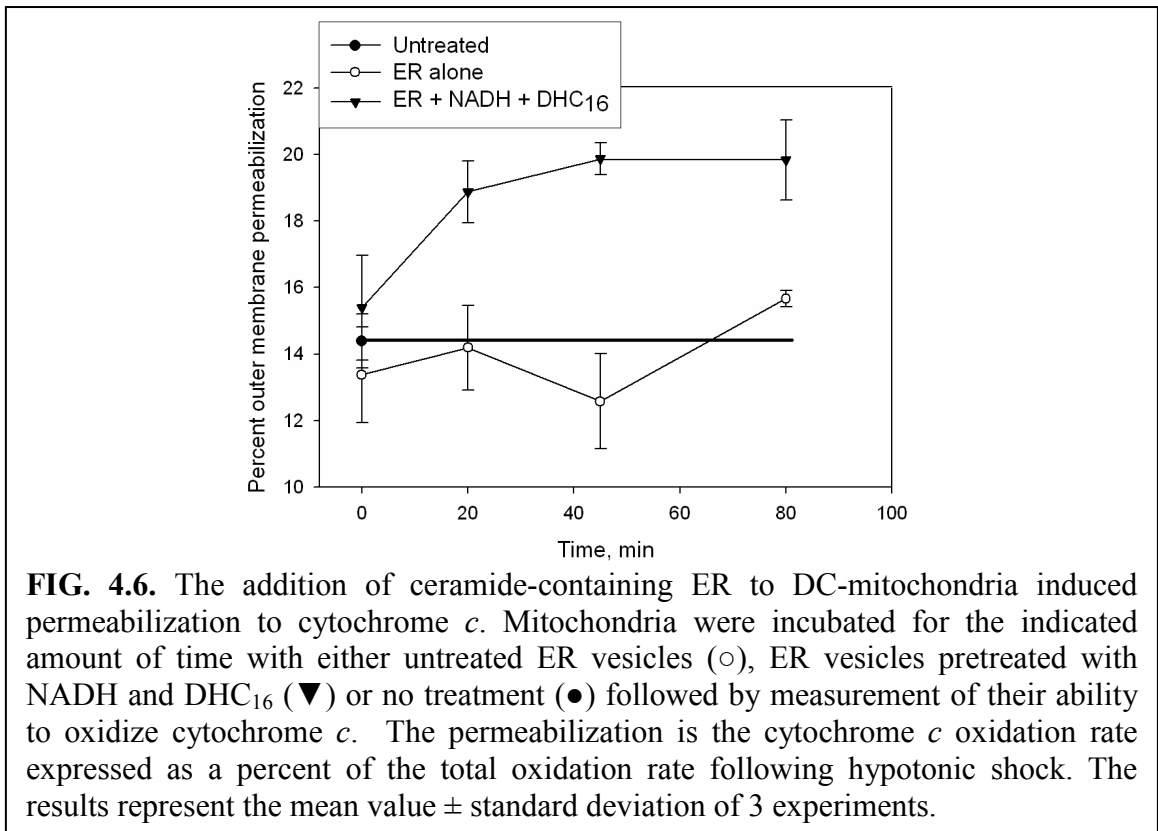 Untreated
ER alone
ER + NADH + DHC16
Percent outer membrane permeabilization
22
20
18
16
14
12
10
0
20
40
60
80
100
Time, min
FIG. 4.6. The addition of ceramide-containing ER to DC-mitochondria induced
permeabilization to cytochrome c. Mitochondria were incubated for the indicated
amount of time with either untreated ER vesicles (○), ER vesicles pretreated with
NADH and DHC16 (▼) or no treatment (●) followed by measurement of their ability
to oxidize cytochrome c. The permeabilization is the cytochrome c oxidation rate
expressed as a percent of the total oxidation rate following hypotonic shock. The
results represent the mean value ± standard deviation of 3 experiments.